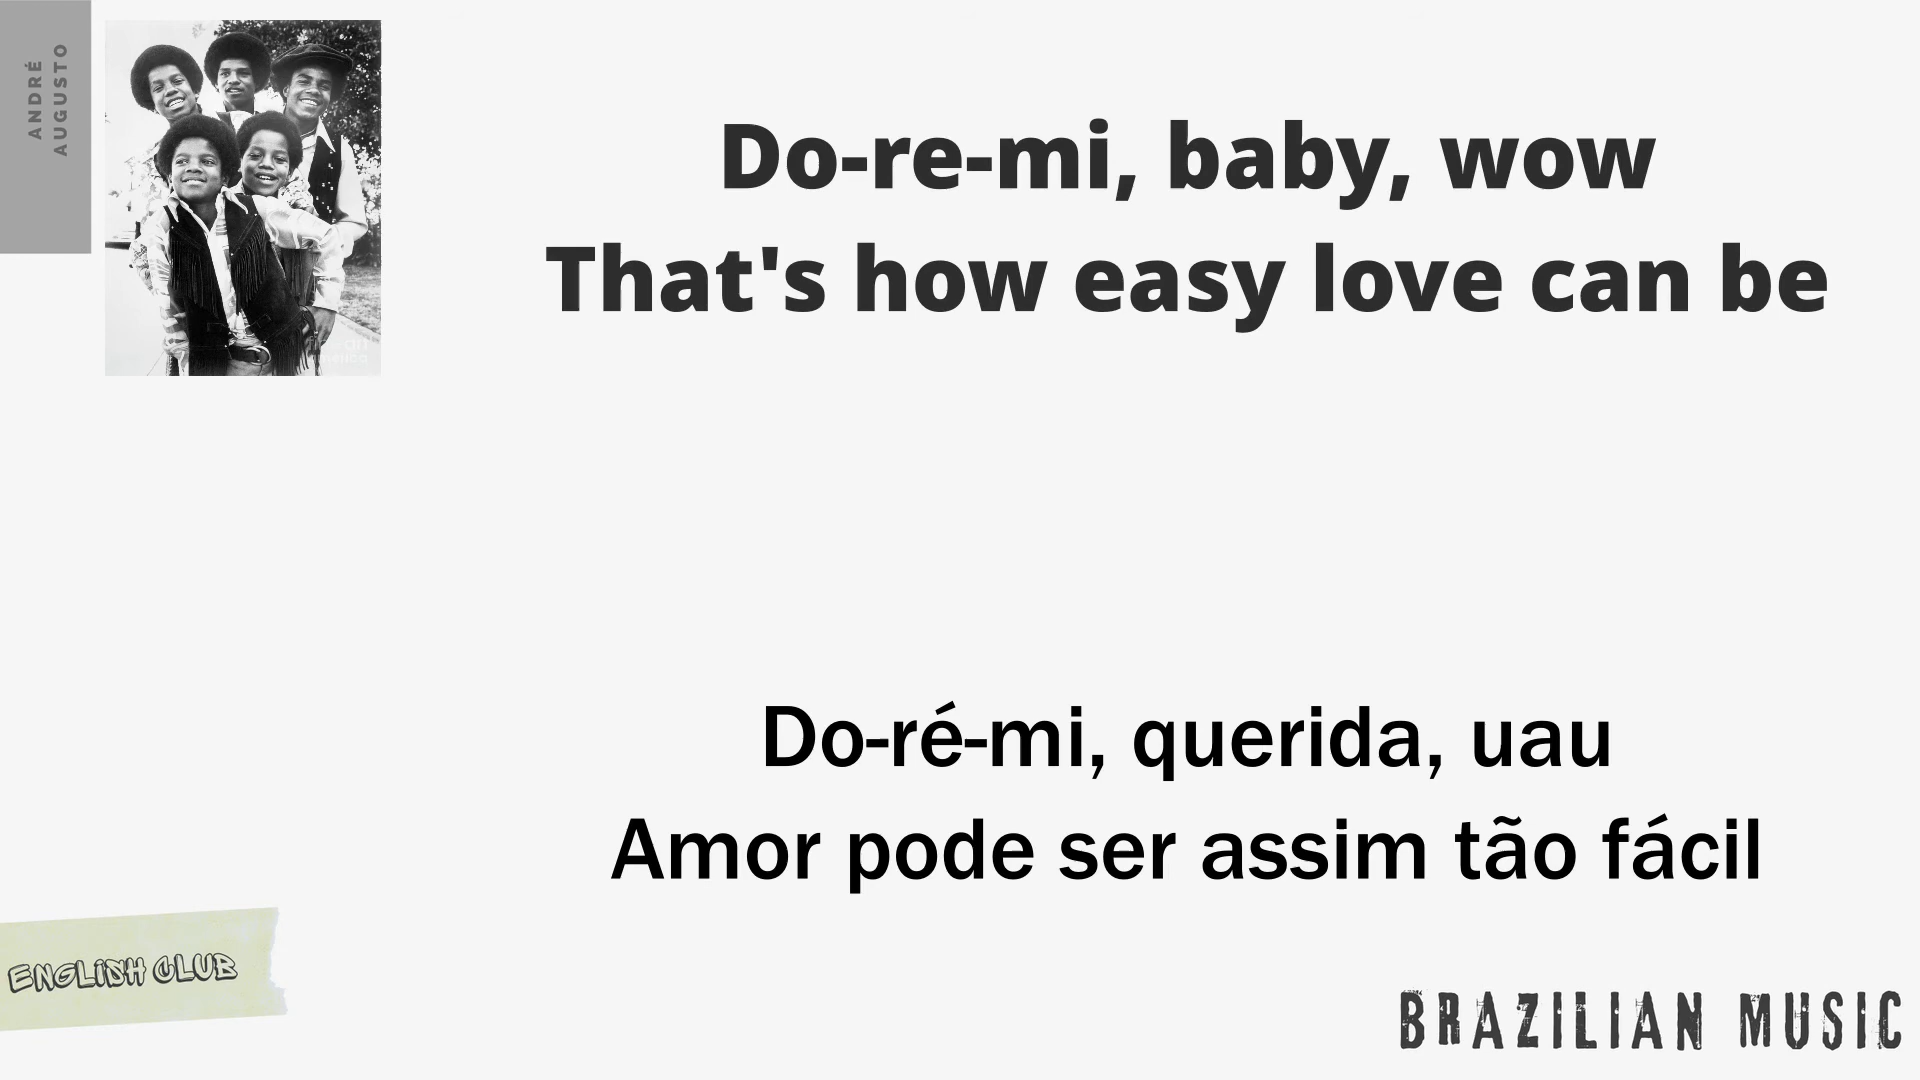 ANDRÉ
AUGUSTO
Do-re-mi, baby, wow
That's how easy love can be
Do-ré-mi, querida, uau
Amor pode ser assim tão fácil
ENGLISH CLUB
BRAZILIAN MUSIC